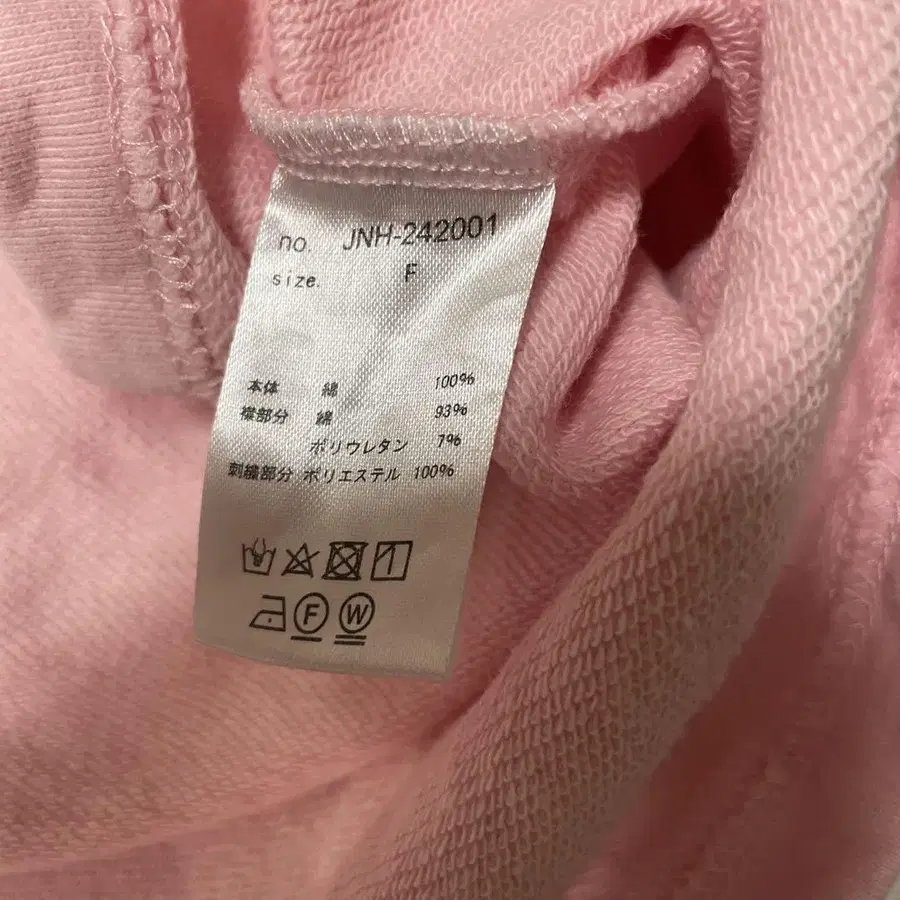 no. JNH-242001
size. F
本体 綿 100%
襟部分 綿 93%
ポリウレタン 7%
刺繍部分 ポリエステル 100%
F W